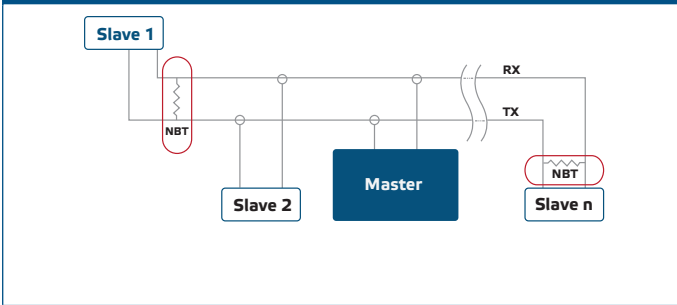 Slave 1
RX
TX
NBT
Master
NBT
Slave 2
Slave n